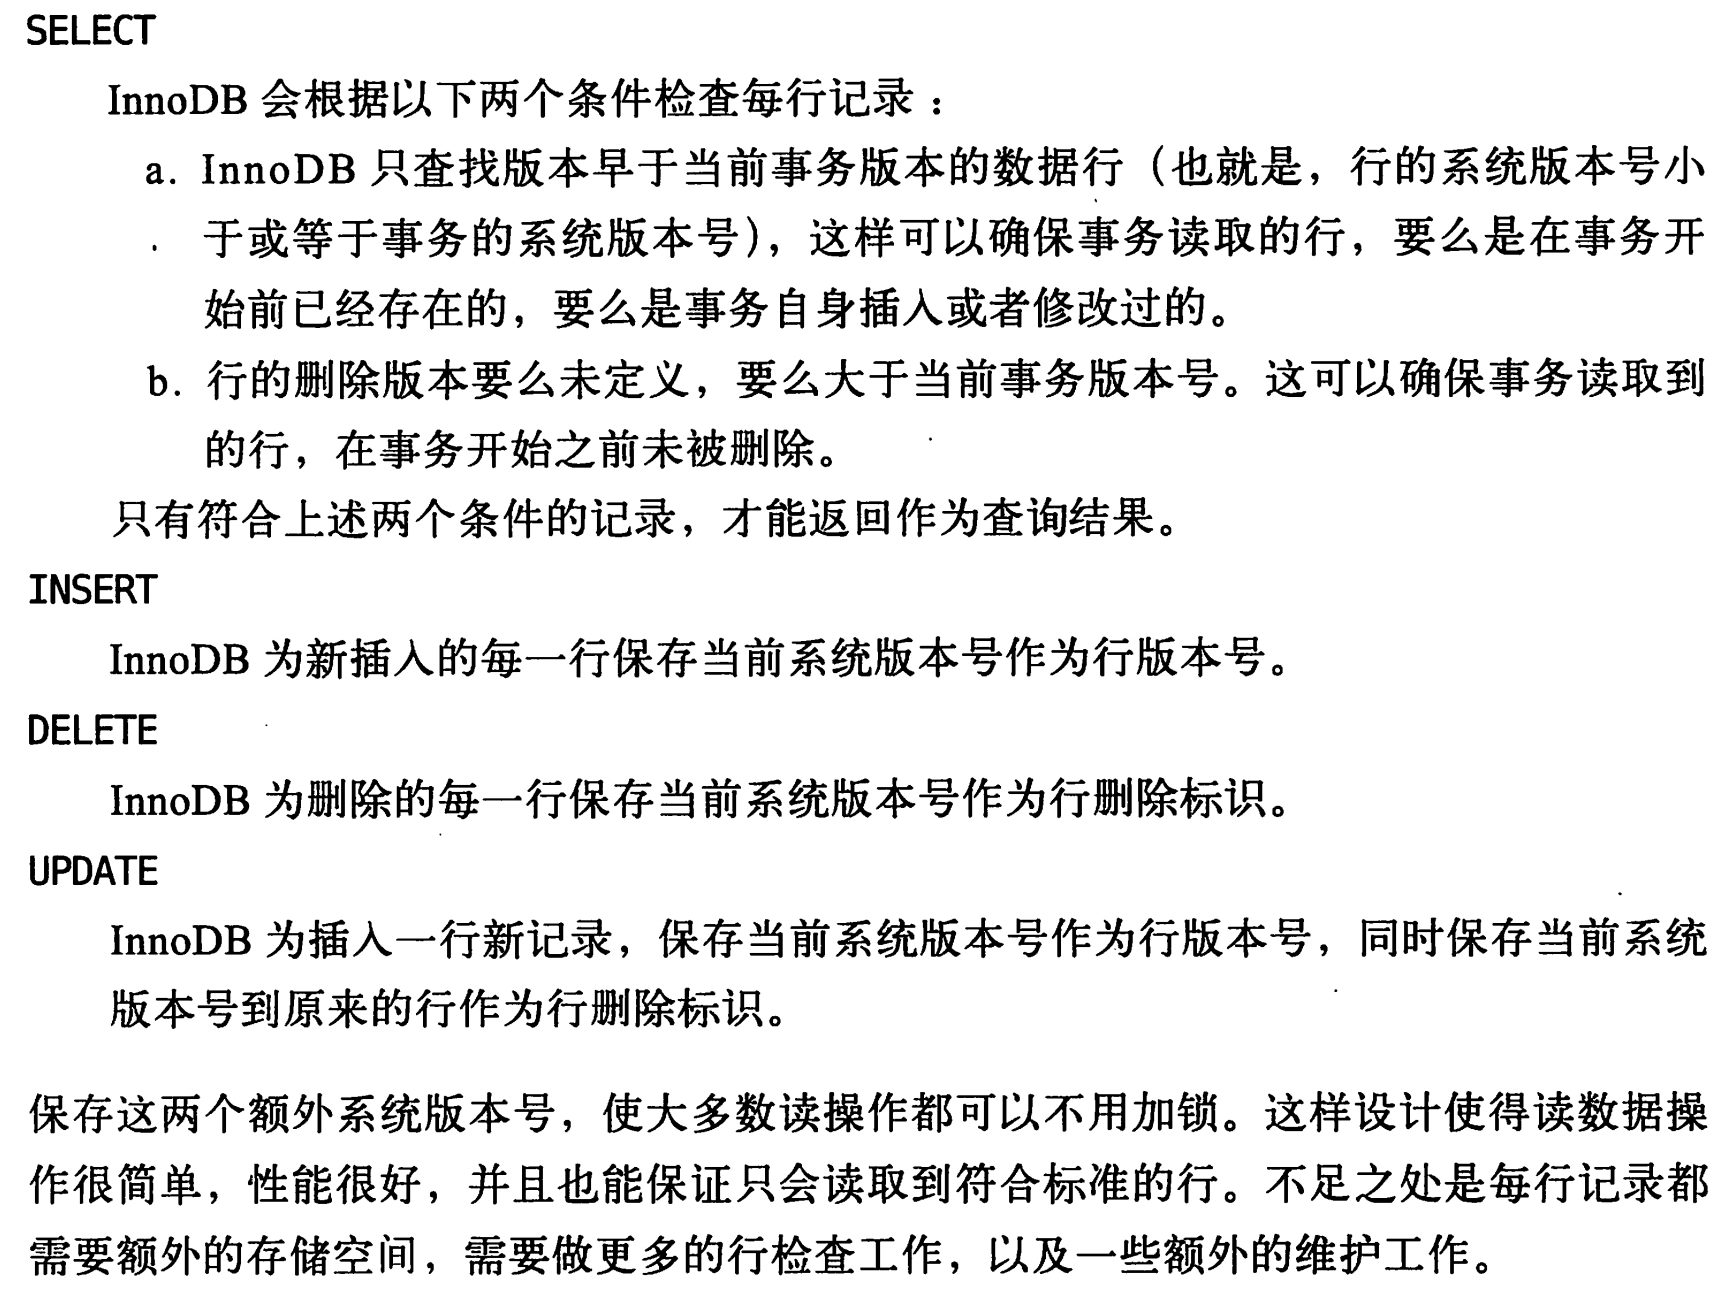 SELECT
InnoDB 会根据以下两个条件检查每行记录：
a. InnoDB 只查找版本早于当前事务版本的数据行（也就是，行的系统版本号小
于或等于事务的系统版本号），这样可以确保事务读取的行，要么是在事务开
始前已经存在的，要么是事务自身插入或者修改过的。
b. 行的删除版本要么未定义，要么大于当前事务版本号。这可以确保事务读取到
的行，在事务开始之前未被删除。
只有符合上述两个条件的记录，才能返回作为查询结果。
INSERT
InnoDB 为新插入的每一行保存当前系统版本号作为行版本号。
DELETE
InnoDB 为删除的每一行保存当前系统版本号作为行删除标识。
UPDATE
InnoDB 为插入一行新记录，保存当前系统版本号作为行版本号，同时保存当前系统
版本号到原来的行作为行删除标识。
保存这两个额外系统版本号，使大多数读操作都可以不用加锁。这样设计使得读数据操
作很简单，性能很好，并且也能保证只会读取到符合标准的行。不足之处是每行记录都
需要额外的存储空间，需要做更多的行检查工作，以及一些额外的维护工作。